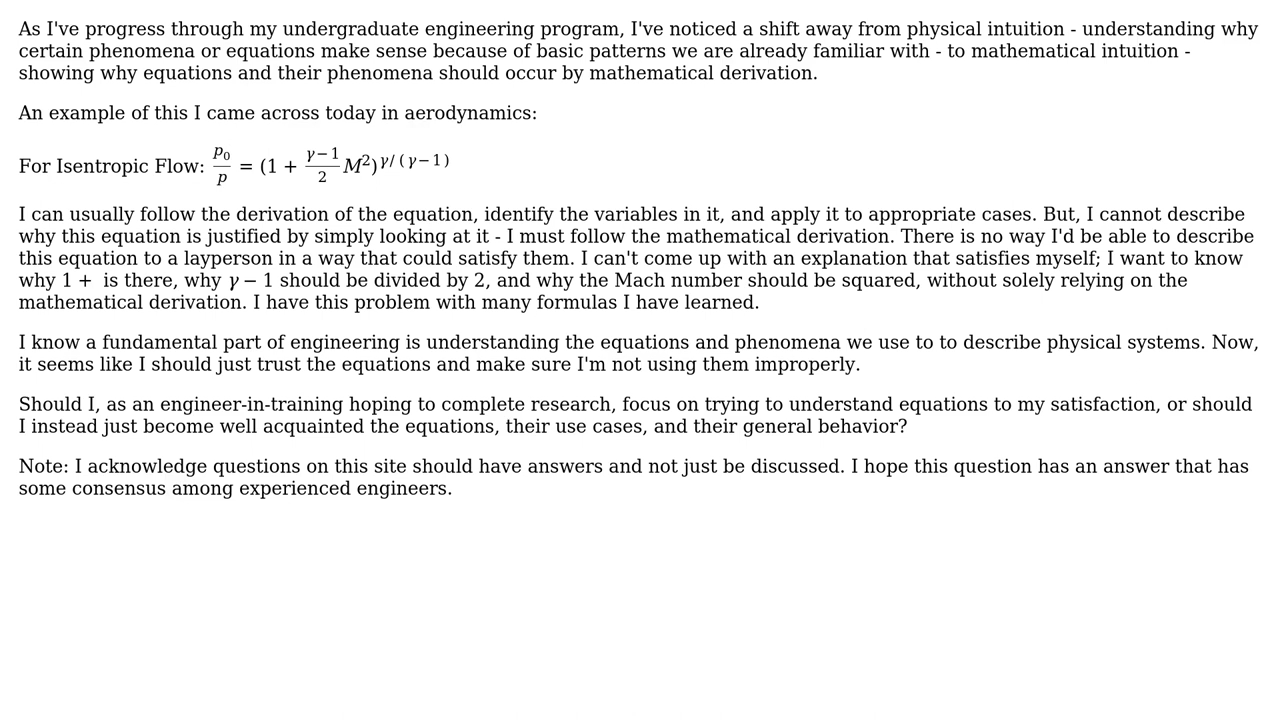 As I've progress through my undergraduate engineering program, I've noticed a shift away from physical intuition - understanding why
certain phenomena or equations make sense because of basic patterns we are already familiar with - to mathematical intuition -
showing why equations and their phenomena should occur by mathematical derivation.
An example of this I came across today in aerodynamics:
For Isentropic Flow: p₀/p = (1 + (γ−1)/2 M²)^γ/(γ−1)
I can usually follow the derivation of the equation, identify the variables in it, and apply it to appropriate cases. But, I cannot describe
why this equation is justified by simply looking at it - I must follow the mathematical derivation. There is no way I'd be able to describe
this equation to a layperson in a way that could satisfy them. I can't come up with an explanation that satisfies myself; I want to know
why 1 + is there, why γ − 1 should be divided by 2, and why the Mach number should be squared, without solely relying on the
mathematical derivation. I have this problem with many formulas I have learned.
I know a fundamental part of engineering is understanding the equations and phenomena we use to to describe physical systems. Now,
it seems like I should just trust the equations and make sure I'm not using them improperly.
Should I, as an engineer-in-training hoping to complete research, focus on trying to understand equations to my satisfaction, or should
I instead just become well acquainted the equations, their use cases, and their general behavior?
Note: I acknowledge questions on this site should have answers and not just be discussed. I hope this question has an answer that has
some consensus among experienced engineers.